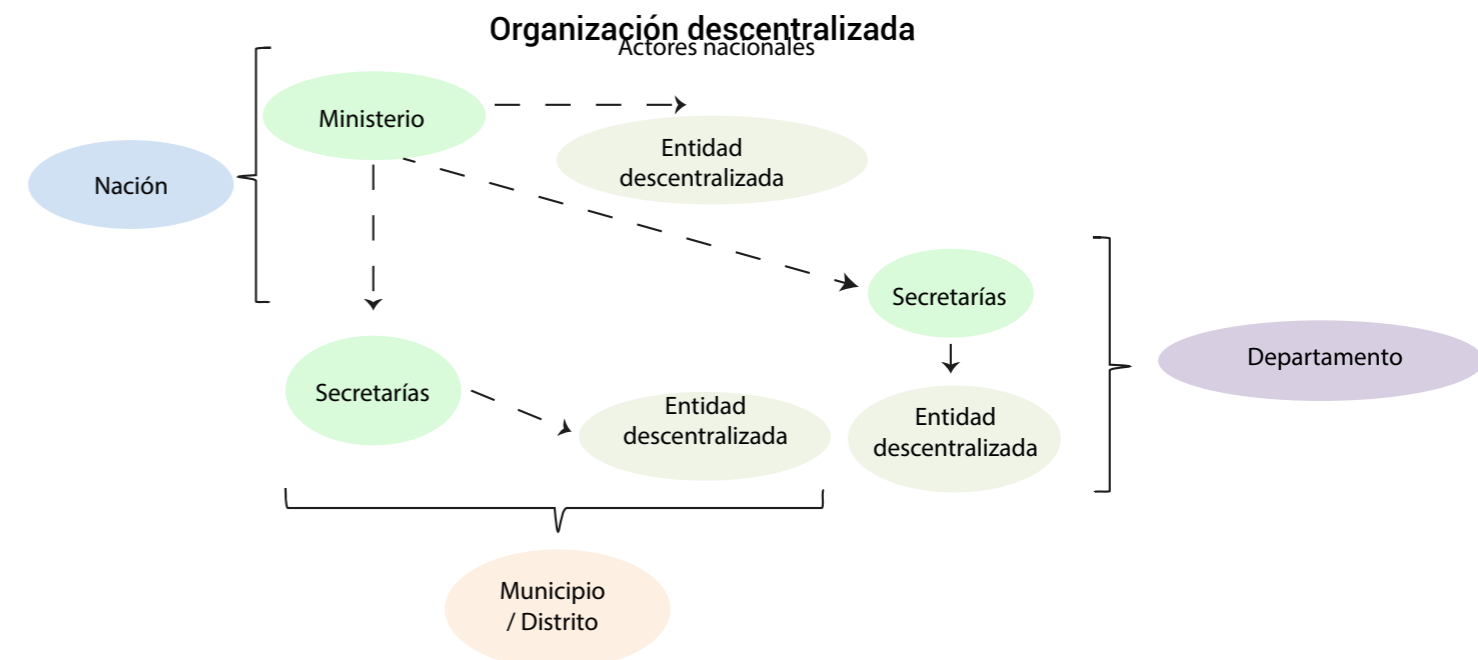 Organización descentralizada
Actores nacionales
Ministerio
Entidad
descentralizada
Nación
Secretarías
Departamento
Secretarías
Entidad
descentralizada
Entidad
descentralizada
Municipio
/ Distrito